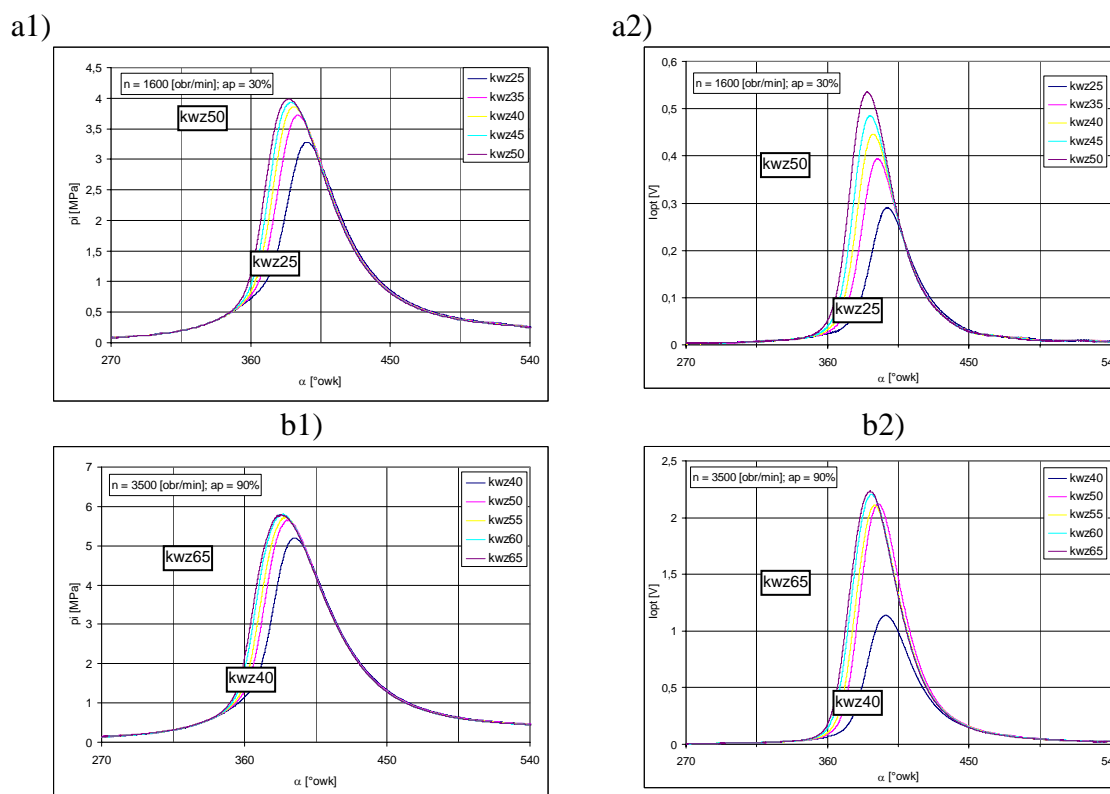 a1)
n = 1600 [obr/min]; ap = 30%
kwz50
kwz25
kwz25
kwz35
kwz40
kwz45
kwz50
4,5
4
3,5
3
2,5
2
1,5
1
0,5
0
pi [MPa]
270
360
450
540
α [°owk]
a2)
n = 1600 [obr/min]; ap = 30%
kwz50
kwz25
kwz25
kwz35
kwz40
kwz45
kwz50
0,6
0,5
0,4
0,3
0,2
0,1
0
Iopt [V]
270
360
450
540
α [°owk]
b1)
n = 3500 [obr/min]; ap = 90%
kwz65
kwz40
kwz40
kwz50
kwz55
kwz60
kwz65
7
6
5
4
3
2
1
0
pi [MPa]
270
360
450
540
α [°owk]
b2)
n = 3500 [obr/min]; ap = 90%
kwz65
kwz40
kwz40
kwz50
kwz55
kwz60
kwz65
2,5
2
1,5
1
0,5
0
Iopt [V]
270
360
450
540
α [°owk]